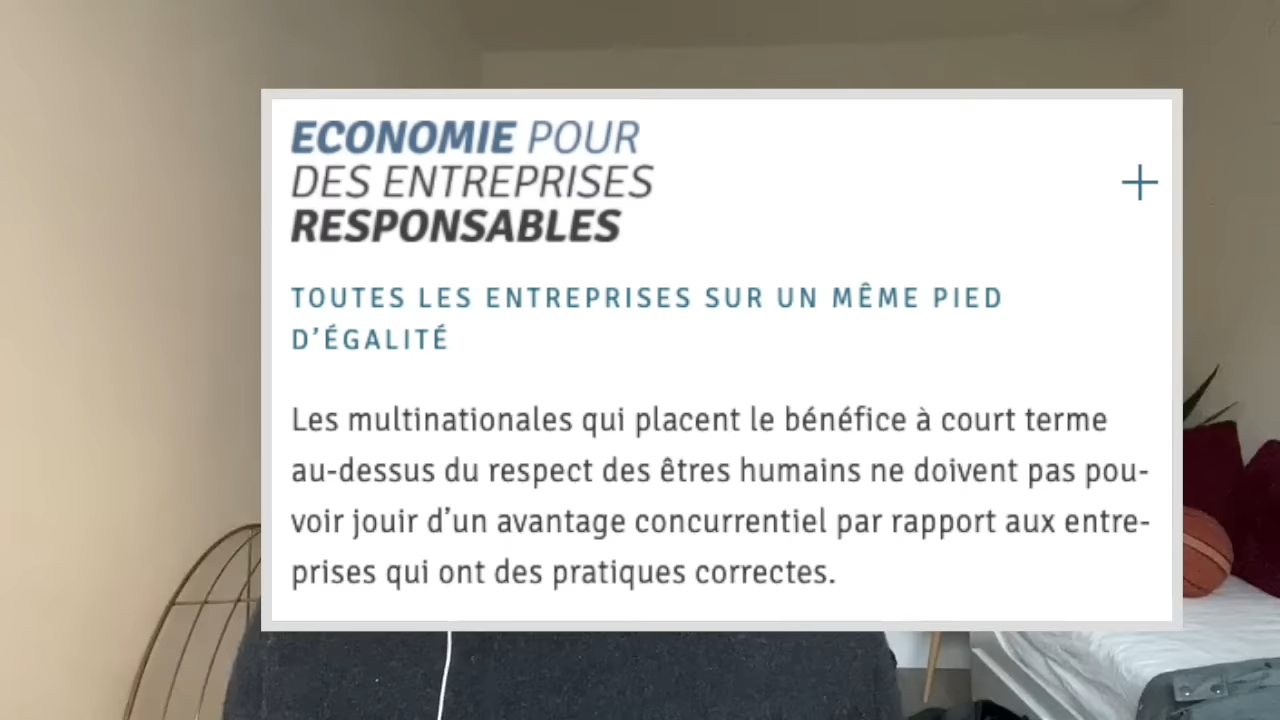 ECONOMIE POUR
DES ENTREPRISES
RESPONSABLES
TOUTES LES ENTREPRISES SUR UN MÊME PIED
D’ÉGALITÉ
Les multinationales qui placent le bénéfice à court terme
au-dessus du respect des êtres humains ne doivent pas pou-
voir jouir d’un avantage concurrentiel par rapport aux entre-
prises qui ont des pratiques correctes.